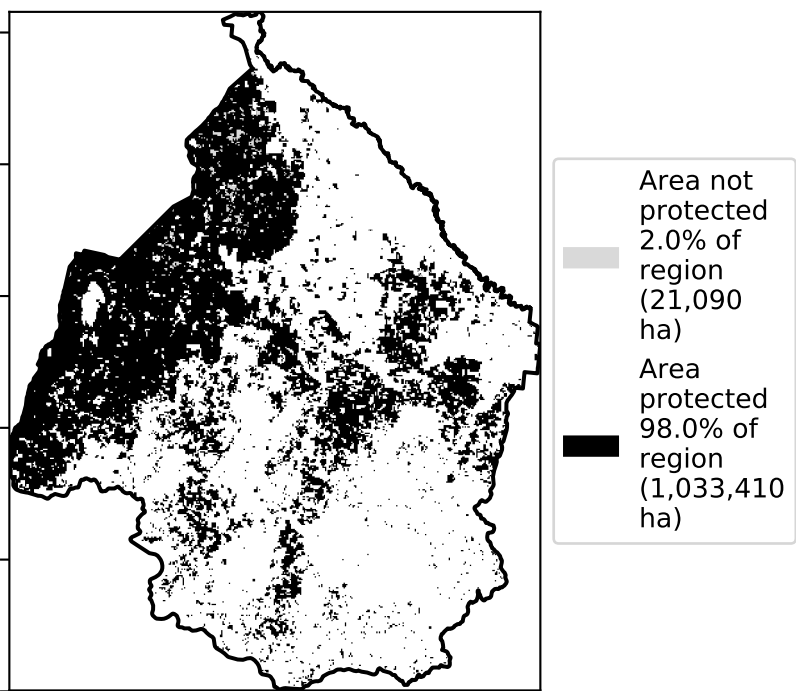 Area not
protected
2.0% of
region
(21,090
ha)
Area
protected
98.0% of
region
(1,033,410
ha)